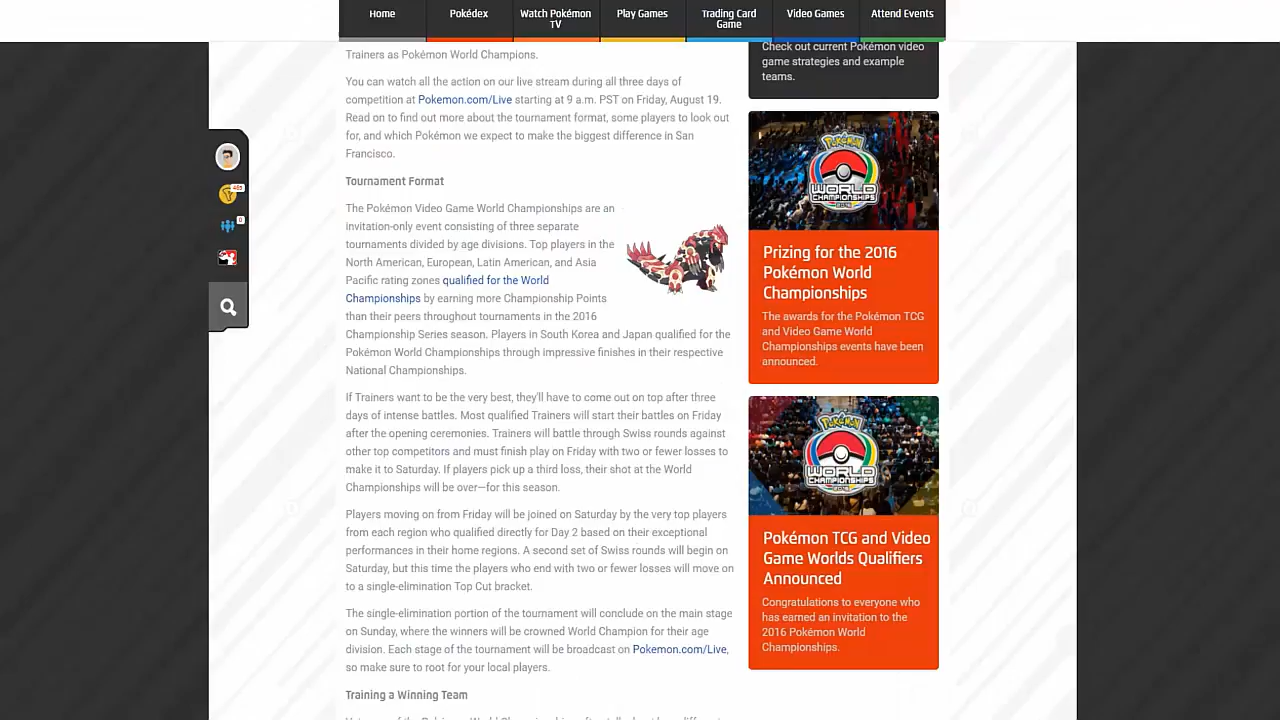 Home
Pokédex
Watch Pokémon
TV
Play Games
Trading Card
Game
Video Games
Attend Events
Trainers as Pokémon World Champions.
You can watch all the action on our live stream during all three days of
competition at Pokemon.com/Live starting at 9 a.m. PST on Friday, August 19.
Read on to find out more about the tournament format, some players to look out
for, and which Pokémon we expect to make the biggest difference in San
Francisco.
Tournament Format
The Pokémon Video Game World Championships are an
invitation-only event consisting of three separate
tournaments divided by age divisions. Top players in the
North American, European, Latin American, and Asia
Pacific rating zones qualified for the World
Championships by earning more Championship Points
than their peers throughout tournaments in the 2016
Championship Series season. Players in South Korea and Japan qualified for the
Pokémon World Championships through impressive finishes in their respective
National Championships.
If Trainers want to be the very best, they'll have to come out on top after three
days of intense battles. Most qualified Trainers will start their battles on Friday
after the opening ceremonies. Trainers will battle through Swiss rounds against
other top competitors and must finish play on Friday with two or fewer losses to
make it to Saturday. If players pick up a third loss, their shot at the World
Championships will be over—for this season.
Players moving on from Friday will be joined on Saturday by the very top players
from each region who qualified directly for Day 2 based on their exceptional
performances in their home regions. A second set of Swiss rounds will begin on
Saturday, but this time the players who end with two or fewer losses will move on
to a single-elimination Top Cut bracket.
The single-elimination portion of the tournament will conclude on the main stage
on Sunday, where the winners will be crowned World Champion for their age
division. Each stage of the tournament will be broadcast on Pokemon.com/Live,
so make sure to root for your local players.
Training a Winning Team
Check out current Pokémon video
game strategies and example
teams.
Pokémon
WORLD
CHAMPIONSHIPS
Prizing for the 2016
Pokémon World
Championships
The awards for the Pokémon TCG
and Video Game World
Championships events have been
announced.
Pokémon
WORLD
CHAMPIONSHIPS
Pokémon TCG and Video
Game Worlds Qualifiers
Announced
Congratulations to everyone who
has earned an invitation to the
2016 Pokémon World
Championships.